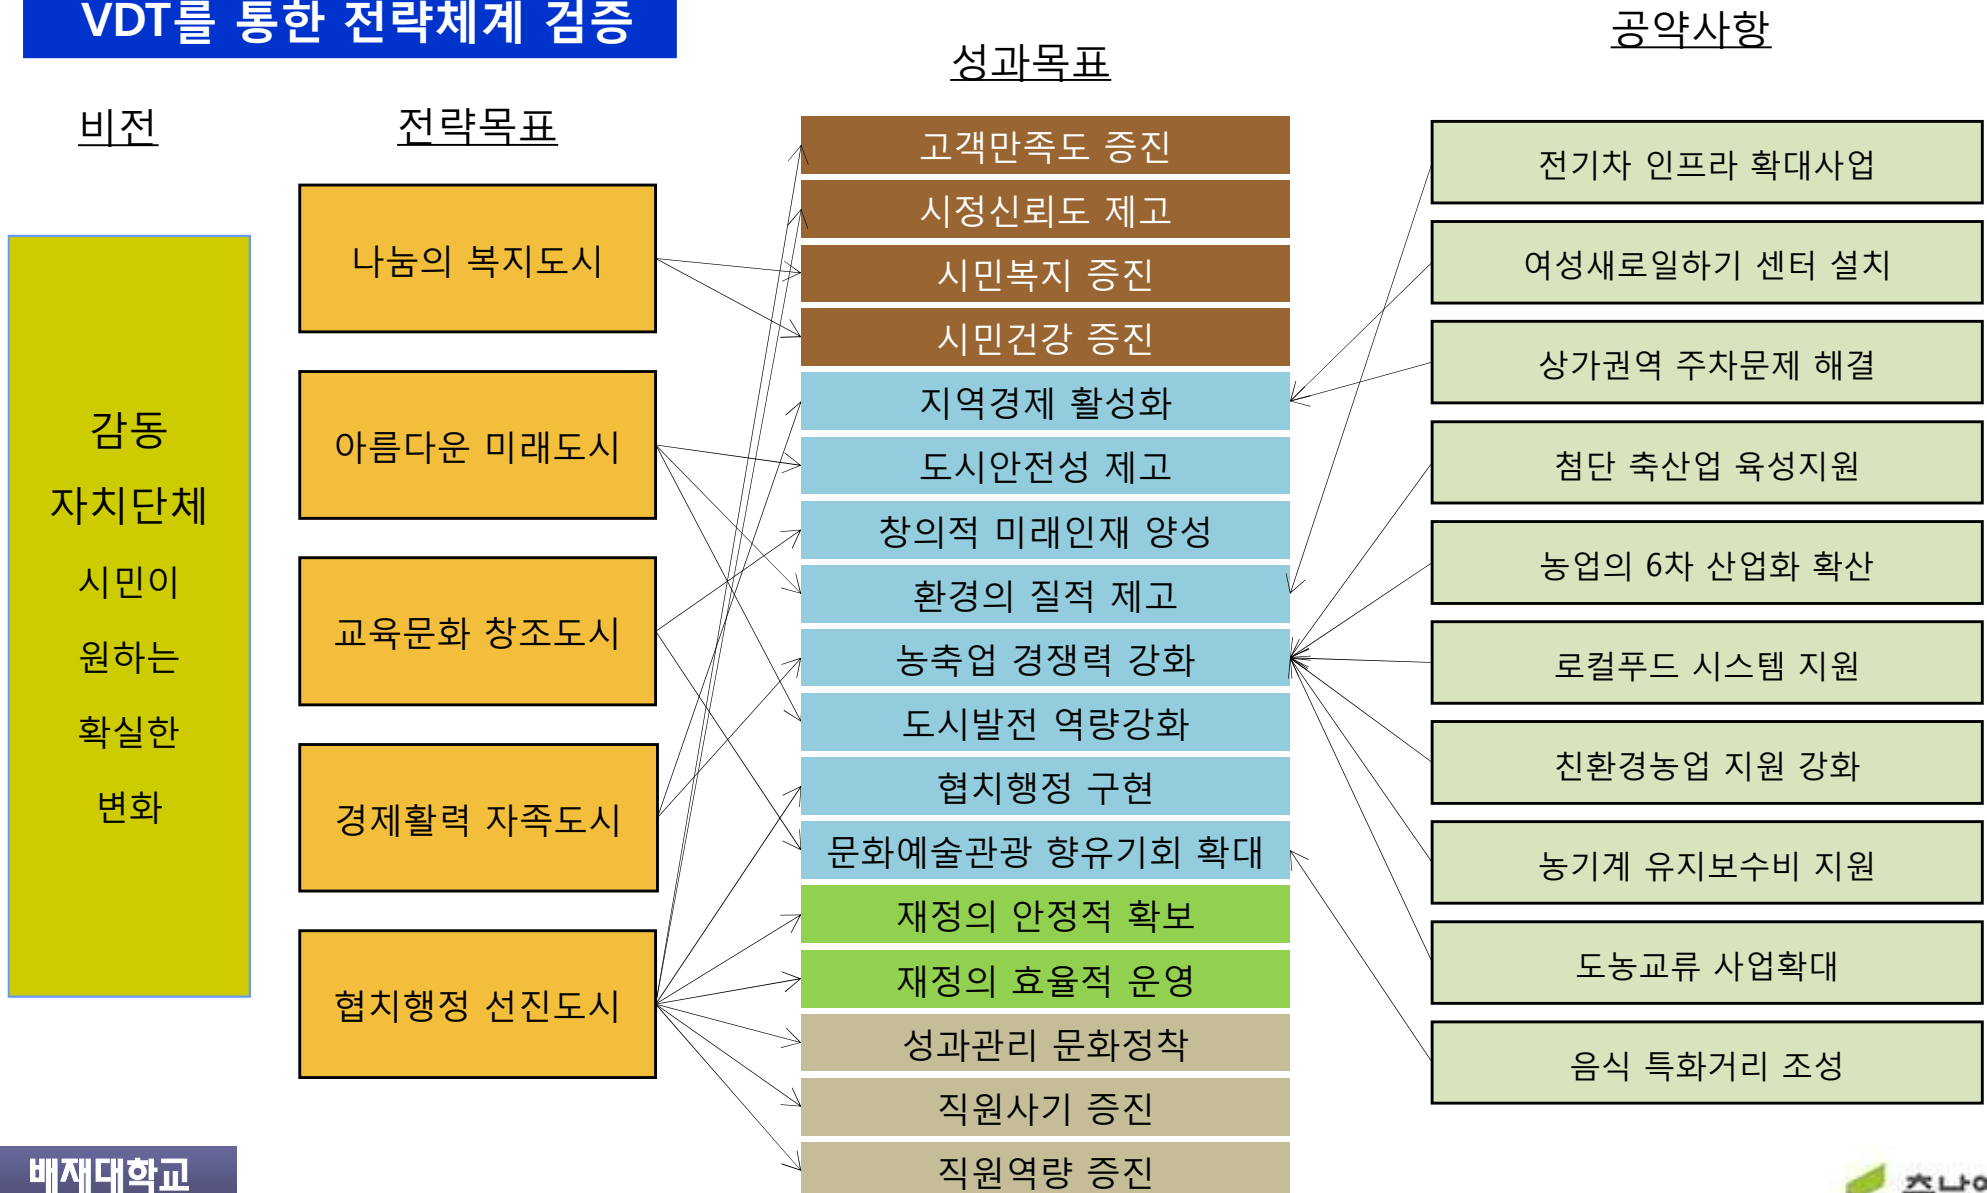 VDT를 통한 전략체계 검증
비전
전략목표
성과목표
공약사항
감동
자치단체
시민이
원하는
확실한
변화
나눔의 복지도시
아름다운 미래도시
교육문화 창조도시
경제활력 자족도시
협치행정 선진도시
고객만족도 증진
시정신뢰도 제고
시민복지 증진
시민건강 증진
지역경제 활성화
도시안전성 제고
창의적 미래인재 양성
환경의 질적 제고
농축업 경쟁력 강화
도시발전 역량강화
협치행정 구현
문화예술관광 향유기회 확대
재정의 안정적 확보
재정의 효율적 운영
성과관리 문화정착
직원사기 증진
직원역량 증진
전기차 인프라 확대사업
여성새로일하기 센터 설치
상가권역 주차문제 해결
첨단 축산업 육성지원
농업의 6차 산업화 확산
로컬푸드 시스템 지원
친환경농업 지원 강화
농기계 유지보수비 지원
도농교류 사업확대
음식 특화거리 조성
배재대학교